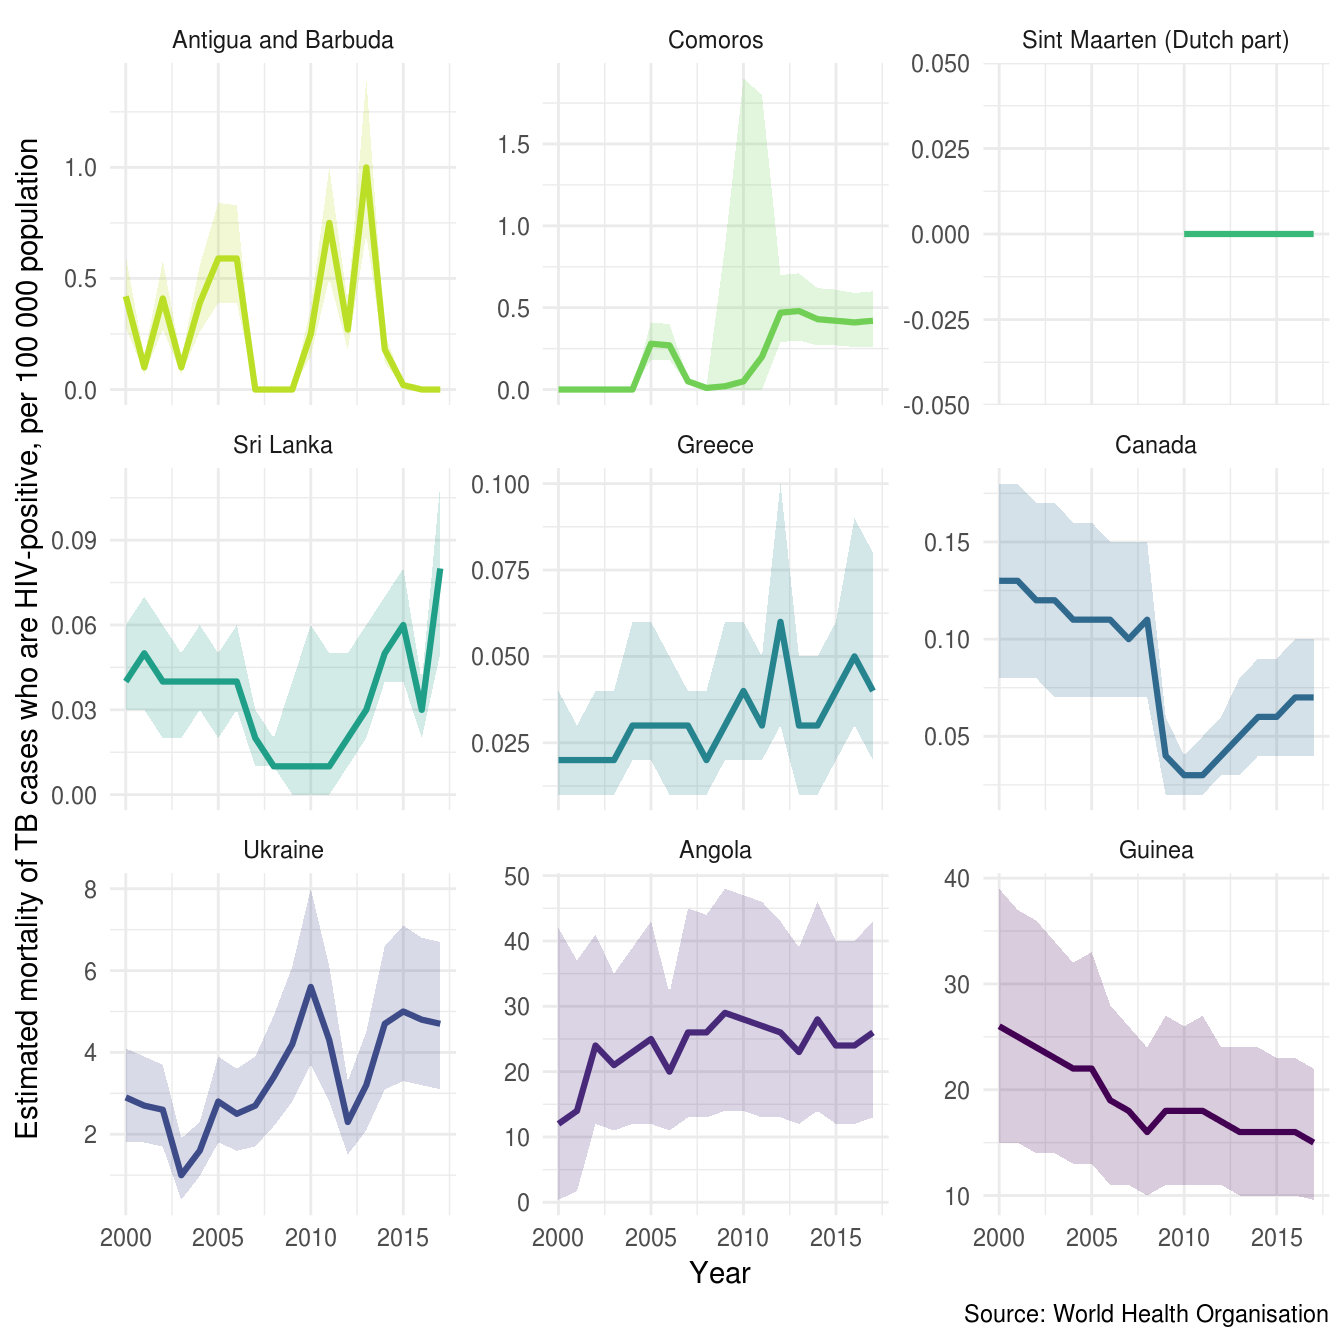 Antigua and Barbuda
Comoros
Sint Maarten (Dutch part)
1.0
0.5
0.0
1.5
1.0
0.5
0.0
0.050
0.025
0.000
-0.025
-0.050
Sri Lanka
Greece
Canada
0.09
0.06
0.03
0.00
0.100
0.075
0.050
0.025
0.15
0.10
0.05
Ukraine
Angola
Guinea
8
6
4
2
50
40
30
20
10
0
40
30
20
10
2000 2005 2010 2015
2000 2005 2010 2015
2000 2005 2010 2015
Estimated mortality of TB cases who are HIV-positive, per 100 000 population
Year
Source: World Health Organisation